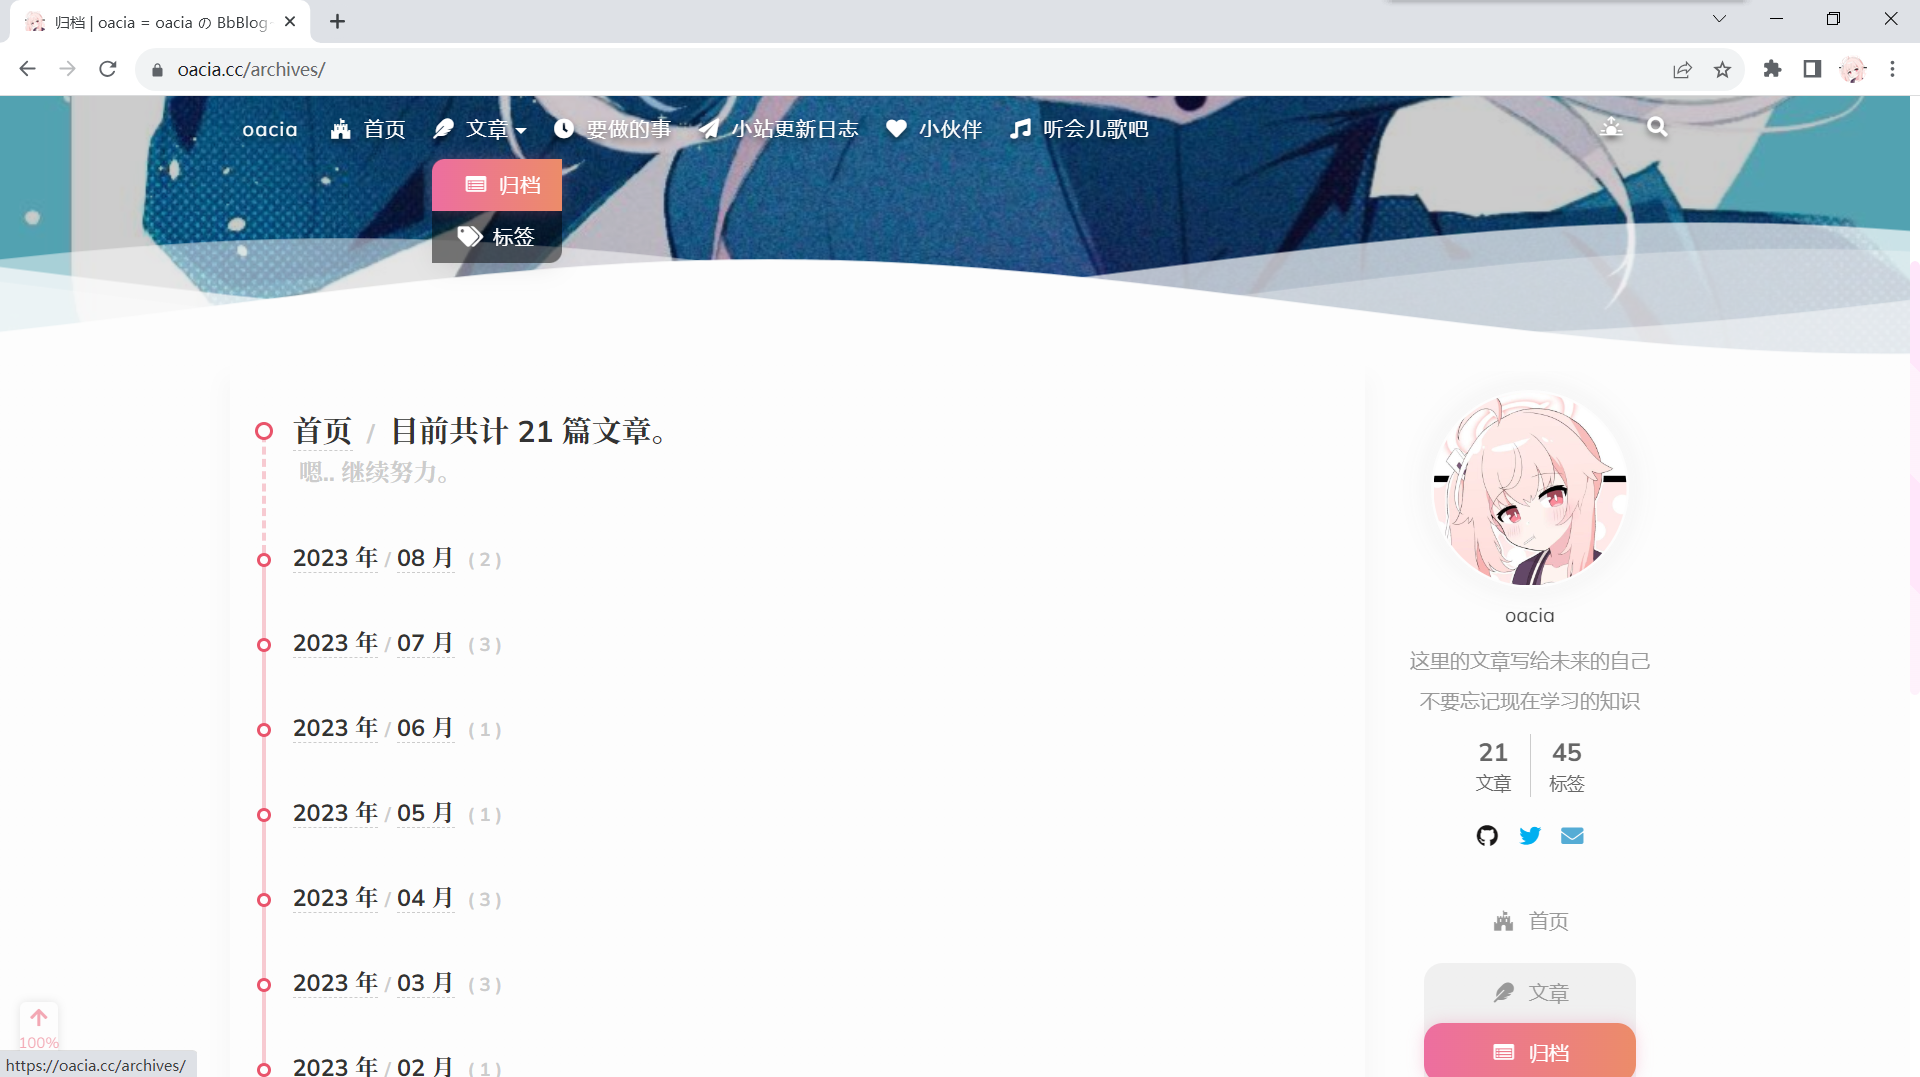 归档 | oacia = oacia の BbBlog
oacia.cc/archives/
oacia 首页 文章 要做的事 小站更新日志 小伙伴 听会儿歌吧
归档
标签
首页 / 目前共计 21 篇文章。
嗯.. 继续努力。
2023 年 / 08 月 ( 2 )
2023 年 / 07 月 ( 3 )
2023 年 / 06 月 ( 1 )
2023 年 / 05 月 ( 1 )
2023 年 / 04 月 ( 3 )
2023 年 / 03 月 ( 3 )
2023 年 / 02 月 ( 1 )
oacia
这里的文章写给未来的自己
不要忘记现在学习的知识
21 45
文章 标签
首页
文章
归档
100%
https://oacia.cc/archives/